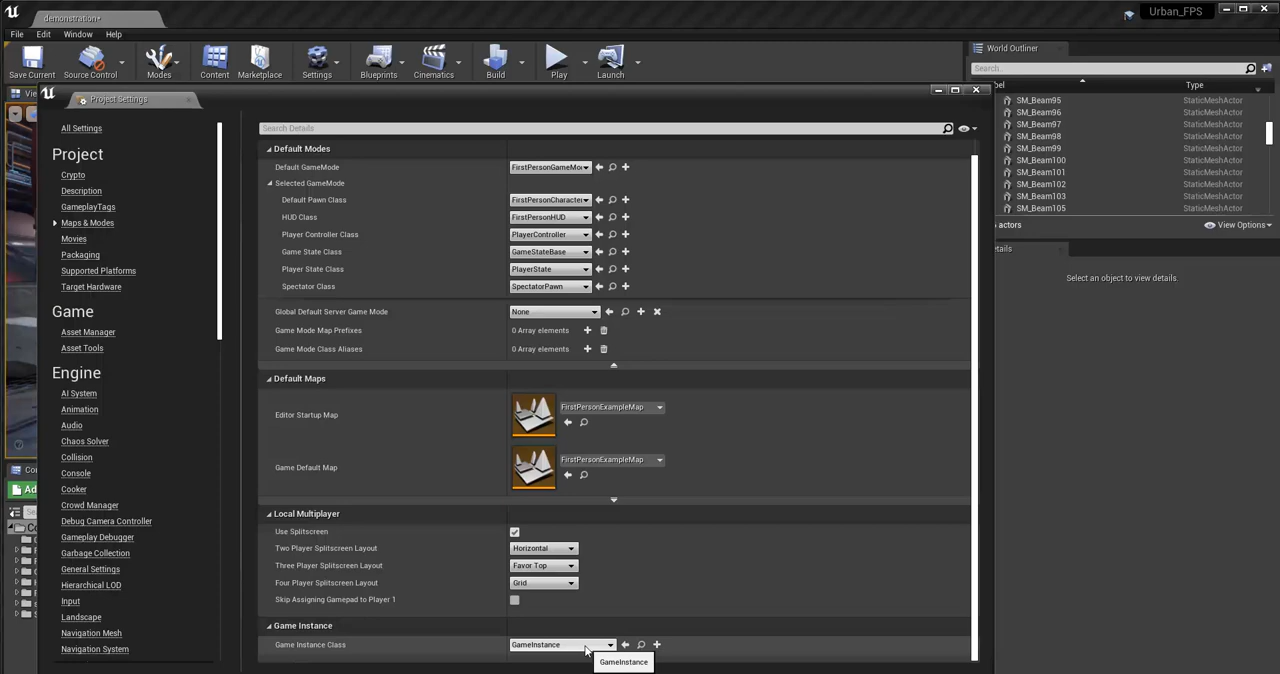 demonstration*
Urban_FPS
File Edit Window Help
World Outliner
Save Current Source Control Modes Content Marketplace Settings Blueprints Cinematics Build Play Launch
Search..
Type
Project Settings
SM_Beam95 StaticMeshActor
SM_Beam96 StaticMeshActor
SM_Beam97 StaticMeshActor
SM_Beam98 StaticMeshActor
SM_Beam99 StaticMeshActor
SM_Beam100 StaticMeshActor
SM_Beam101 StaticMeshActor
SM_Beam102 StaticMeshActor
SM_Beam103 StaticMeshActor
SM_Beam105 StaticMeshActor
actors View Options
Select an object to view details.
All Settings
Project
Crypto
Description
GameplayTags
Maps & Modes
Movies
Packaging
Supported Platforms
Target Hardware
Game
Asset Manager
Asset Tools
Engine
AI System
Animation
Audio
Chaos Solver
Collision
Console
Cooker
Crowd Manager
Debug Camera Controller
Gameplay Debugger
Garbage Collection
General Settings
Hierarchical LOD
Input
Landscape
Navigation Mesh
Navigation System
Search Details
Default Modes
Default GameMode FirstPersonGameMo
Selected GameMode
Default Pawn Class FirstPersonCharacter
HUD Class FirstPersonHUD
Player Controller Class PlayerController
Game State Class GameStateBase
Player State Class PlayerState
Spectator Class SpectatorPawn
Global Default Server Game Mode None
Game Mode Map Prefixes 0 Array elements
Game Mode Class Aliases 0 Array elements
Default Maps
Editor Startup Map FirstPersonExampleMap
Game Default Map FirstPersonExampleMap
Local Multiplayer
Use Splitscreen
Two Player Splitscreen Layout Horizontal
Three Player Splitscreen Layout Favor Top
Four Player Splitscreen Layout Grid
Skip Assigning Gamepad to Player 1
Game Instance
Game Instance Class GameInstance
GameInstance